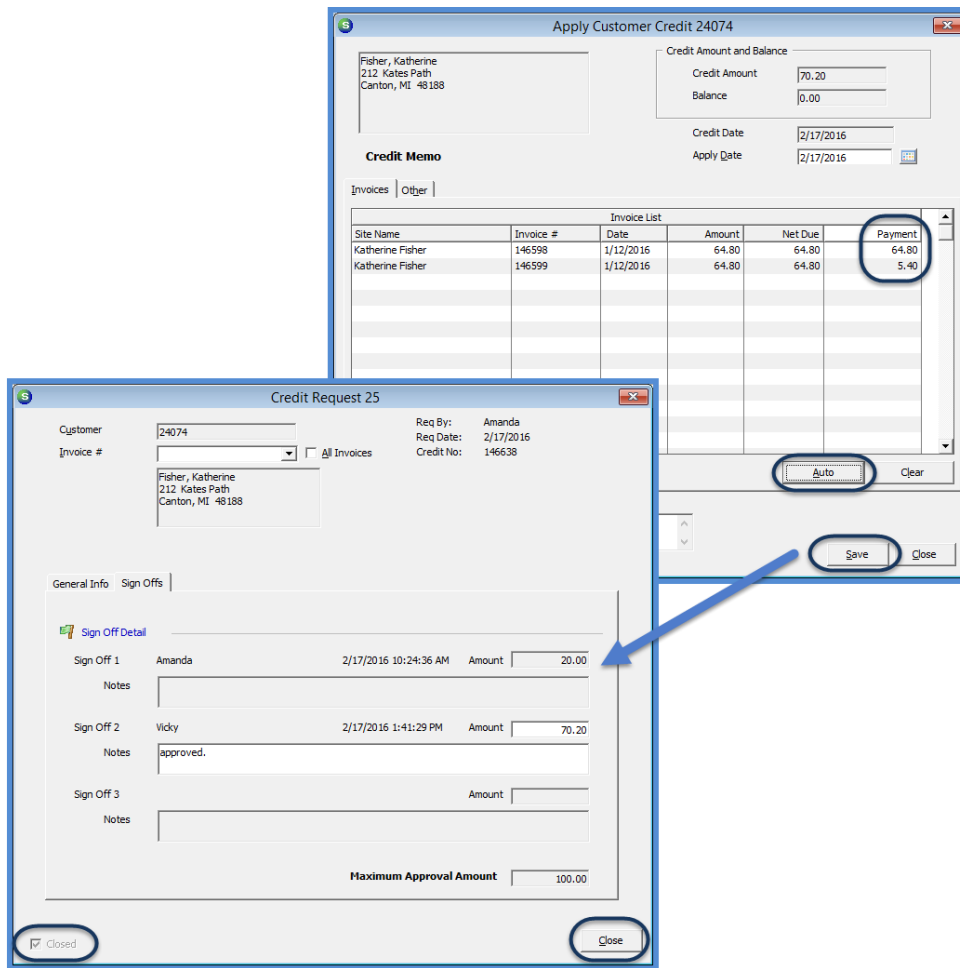 S Apply Customer Credit 24074
Fisher, Katherine
212 Kates Path
Canton, MI 48188
Credit Amount and Balance
Credit Amount 70.20
Balance 0.00
Credit Memo
Credit Date 2/17/2016
Apply Date 2/17/2016
Invoices Other
Invoice List
Site Name Invoice # Date Amount Net Due Payment
Katherine Fisher 146598 1/12/2016 64.80 64.80 64.80
Katherine Fisher 146599 1/12/2016 64.80 64.80 5.40
Auto Clear
Save Close
S Credit Request 25
Customer 24074
Invoice # All Invoices
Fisher, Katherine
212 Kates Path
Canton, MI 48188
Req By: Amanda
Req Date: 2/17/2016
Credit No: 146638
General Info Sign Offs
Sign Off Detail
Sign Off 1 Amanda 2/17/2016 10:24:36 AM Amount 20.00
Notes
Sign Off 2 Vicky 2/17/2016 1:41:29 PM Amount 70.20
Notes approved.
Sign Off 3 Amount
Notes
Maximum Approval Amount 100.00
Closed Close